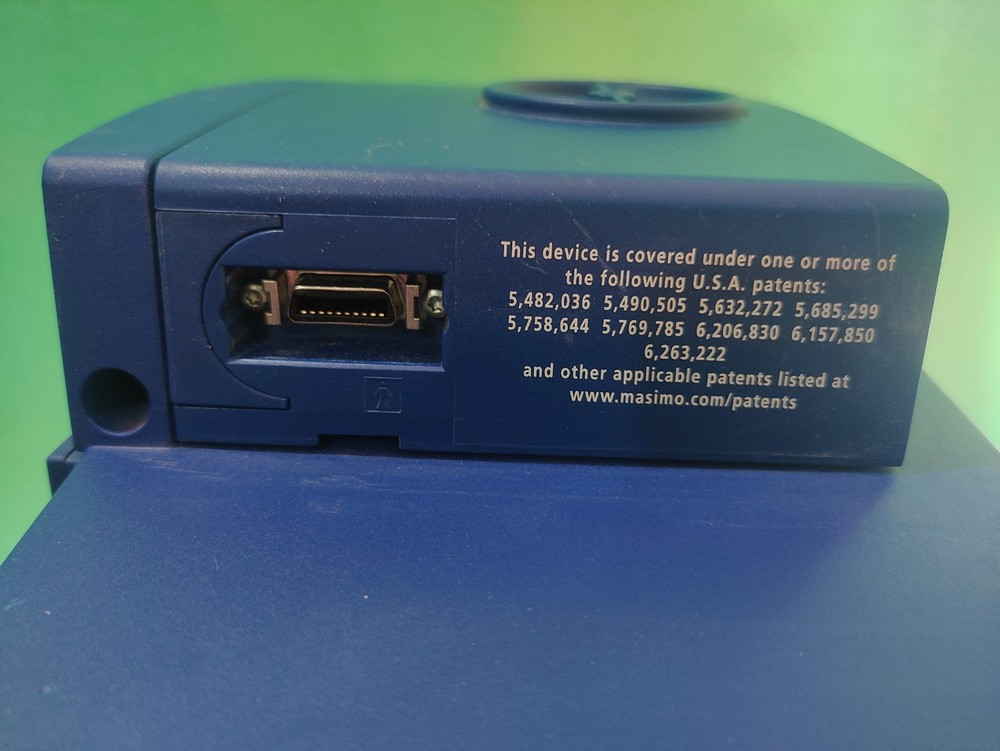 This device is covered under one or more of
the following U.S.A. patents:
5,482,036 5,490,505 5,632,272 5,685,299
5,758,644 5,769,785 6,206,830 6,157,850
6,263,222
and other applicable patents listed at
www.masimo.com/patents